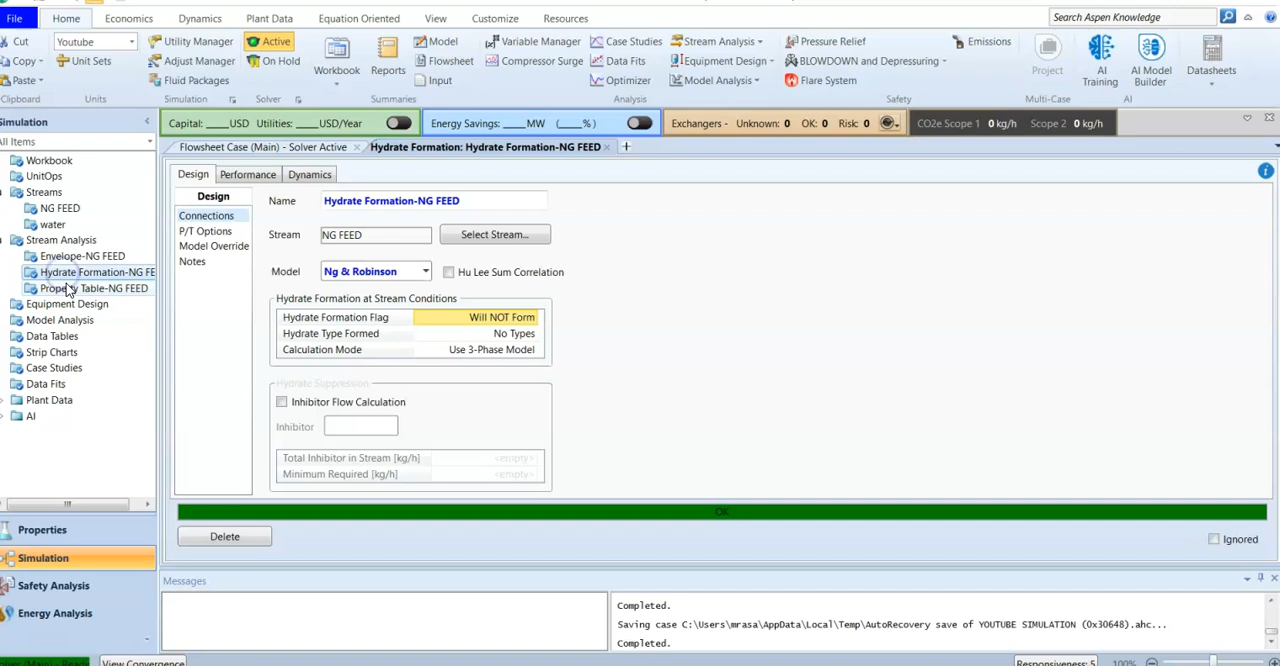 File Home Economics Dynamics Plant Data Equation Oriented View Customize Resources Search Aspen Knowledge
Cut Youtube Utility Manager Active Model Variable Manager Case Studies Stream Analysis Pressure Relief Emissions
Copy Unit Sets Adjust Manager On Hold Workbook Reports Flowsheet Compressor Surge Data Fits Equipment Design BLOWDOWN and Depressuring Project AI Training AI Model Builder Datasheets
Paste Fluid Packages Input Optimizer Model Analysis Flare System
Clipboard Units Simulation Solver Summaries Analysis Safety Multi-Case AI
Simulation Capital: ____USD Utilities: ____USD/Year Energy Savings: ____MW (____%) Exchangers - Unknown: 0 OK: 0 Risk: 0 CO2e Scope 1 0 kg/h Scope 2 0 kg/h
All Items
Flowsheet Case (Main) - Solver Active Hydrate Formation: Hydrate Formation-NG FEED
Workbook
UnitOps
Streams
NG FEED
water
Stream Analysis
Envelope-NG FEED
Hydrate Formation-NG FE
Property Table-NG FEED
Equipment Design
Model Analysis
Data Tables
Strip Charts
Case Studies
Data Fits
Plant Data
AI
Properties
Simulation
Safety Analysis
Energy Analysis
Design Performance Dynamics
Design
Connections
P/T Options
Model Override
Notes
Name Hydrate Formation-NG FEED
Stream NG FEED Select Stream...
Model Ng & Robinson Hu Lee Sum Correlation
Hydrate Formation at Stream Conditions
Hydrate Formation Flag Will NOT Form
Hydrate Type Formed No Types
Calculation Mode Use 3-Phase Model
Hydrate Suppression
Inhibitor Flow Calculation
Inhibitor
Total Inhibitor in Stream [kg/h] <empty>
Minimum Required [kg/h] <empty>
OK
Delete Ignored
Messages
Completed.
Saving case C:\Users\mrasa\AppData\Local\Temp\AutoRecovery save of YOUTUBE SIMULATION (0x30648).ahc...
Completed.
View Convergence Responsiveness: 5 100%